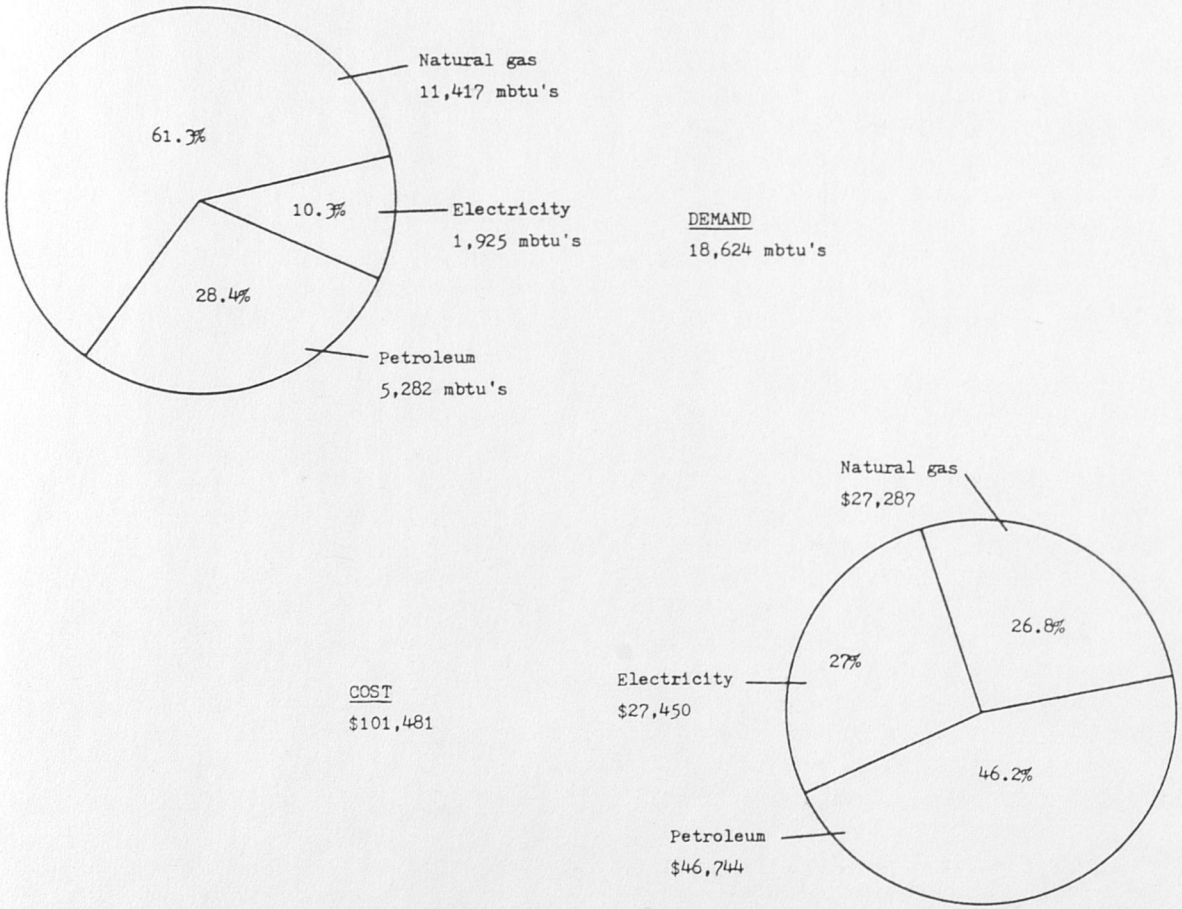 Natural gas
11,417 mbtu's
61.3%
10.3%
Electricity
1,925 mbtu's
DEMAND
18,624 mbtu's
28.4%
Petroleum
5,282 mbtu's
Natural gas
$27,287
26.8%
27%
Electricity
$27,450
COST
$101,481
46.2%
Petroleum
$46,744